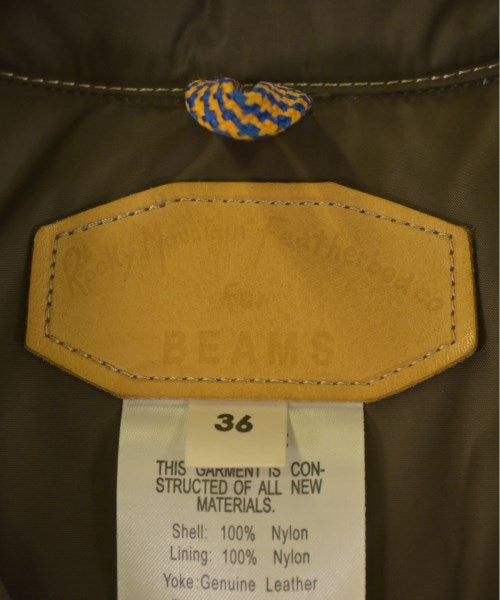 Rocky Mountain Featherbed co
for
BEAMS
36
THIS GARMENT IS CON-
STRUCTED OF ALL NEW
MATERIALS.
Shell: 100% Nylon
Lining: 100% Nylon
Yoke: Genuine Leather